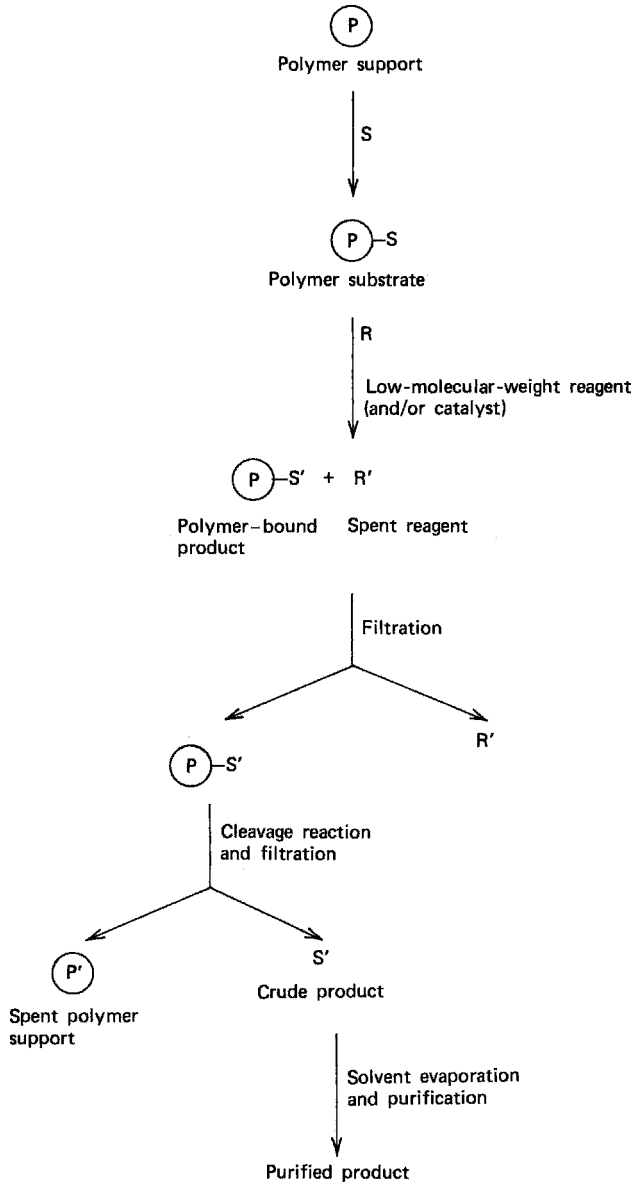 P
Polymer support
S
P–S
Polymer substrate
R
Low-molecular-weight reagent
(and/or catalyst)
P–S′ + R′
Polymer-bound Spent reagent
product
Filtration
R′
P–S′
Cleavage reaction
and filtration
P′ S′
Crude product
Spent polymer
support
Solvent evaporation
and purification
Purified product